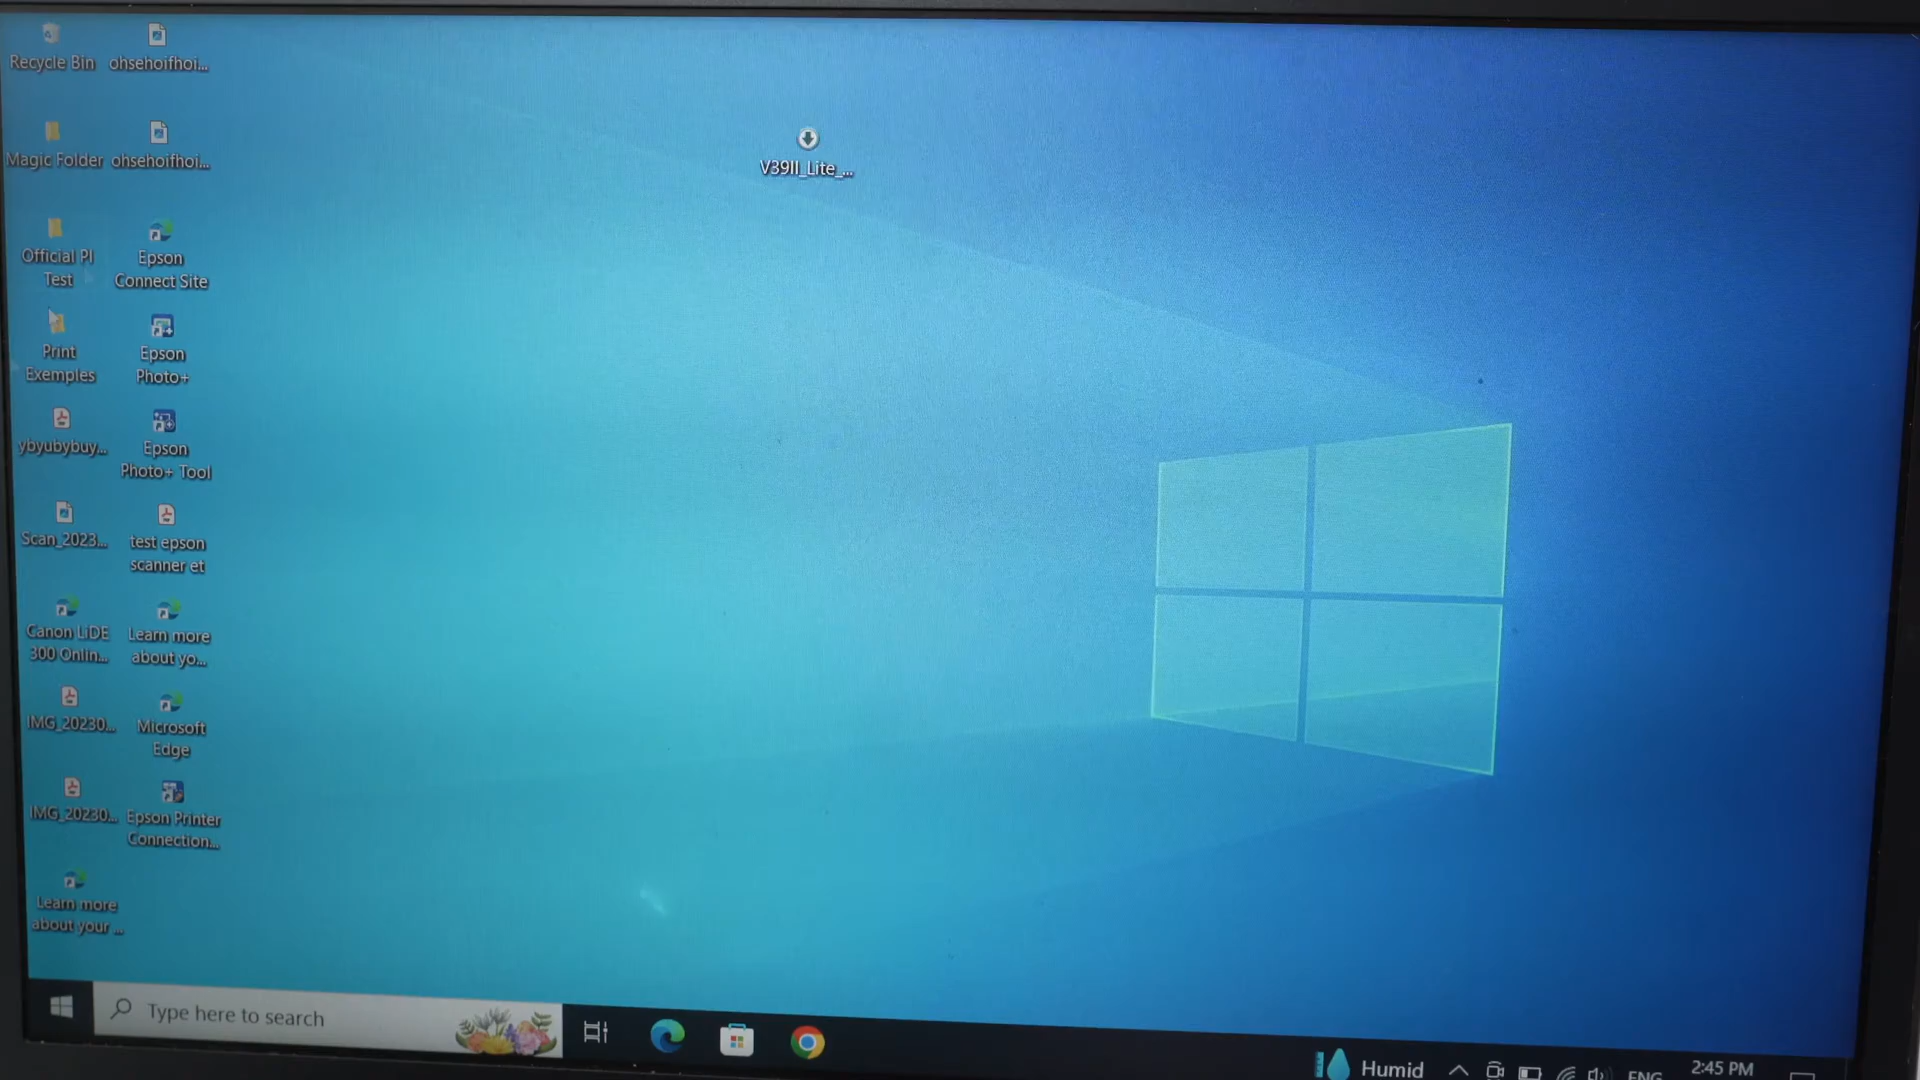 Recycle Bin
ohsehoifhoi...
Magic Folder
ohsehoifhoi...
Official PI
Test
Epson
Connect Site
Print
Exemples
Epson
Photo+
ybyubybuy...
Epson
Photo+ Tool
Scan_2023...
test epson
scanner et
Canon LiDE
300 Onlin...
Learn more
about yo...
IMG_20230...
Microsoft
Edge
IMG_20230...
Epson Printer
Connection...
Learn more
about your ...
V39II_Lite_...
Type here to search
Humid
ENG
2:45 PM